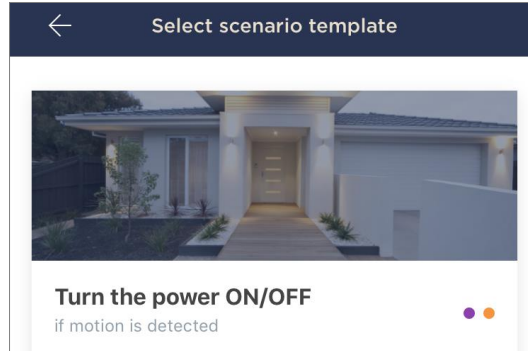 Select scenario template
Turn the power ON/OFF
if motion is detected